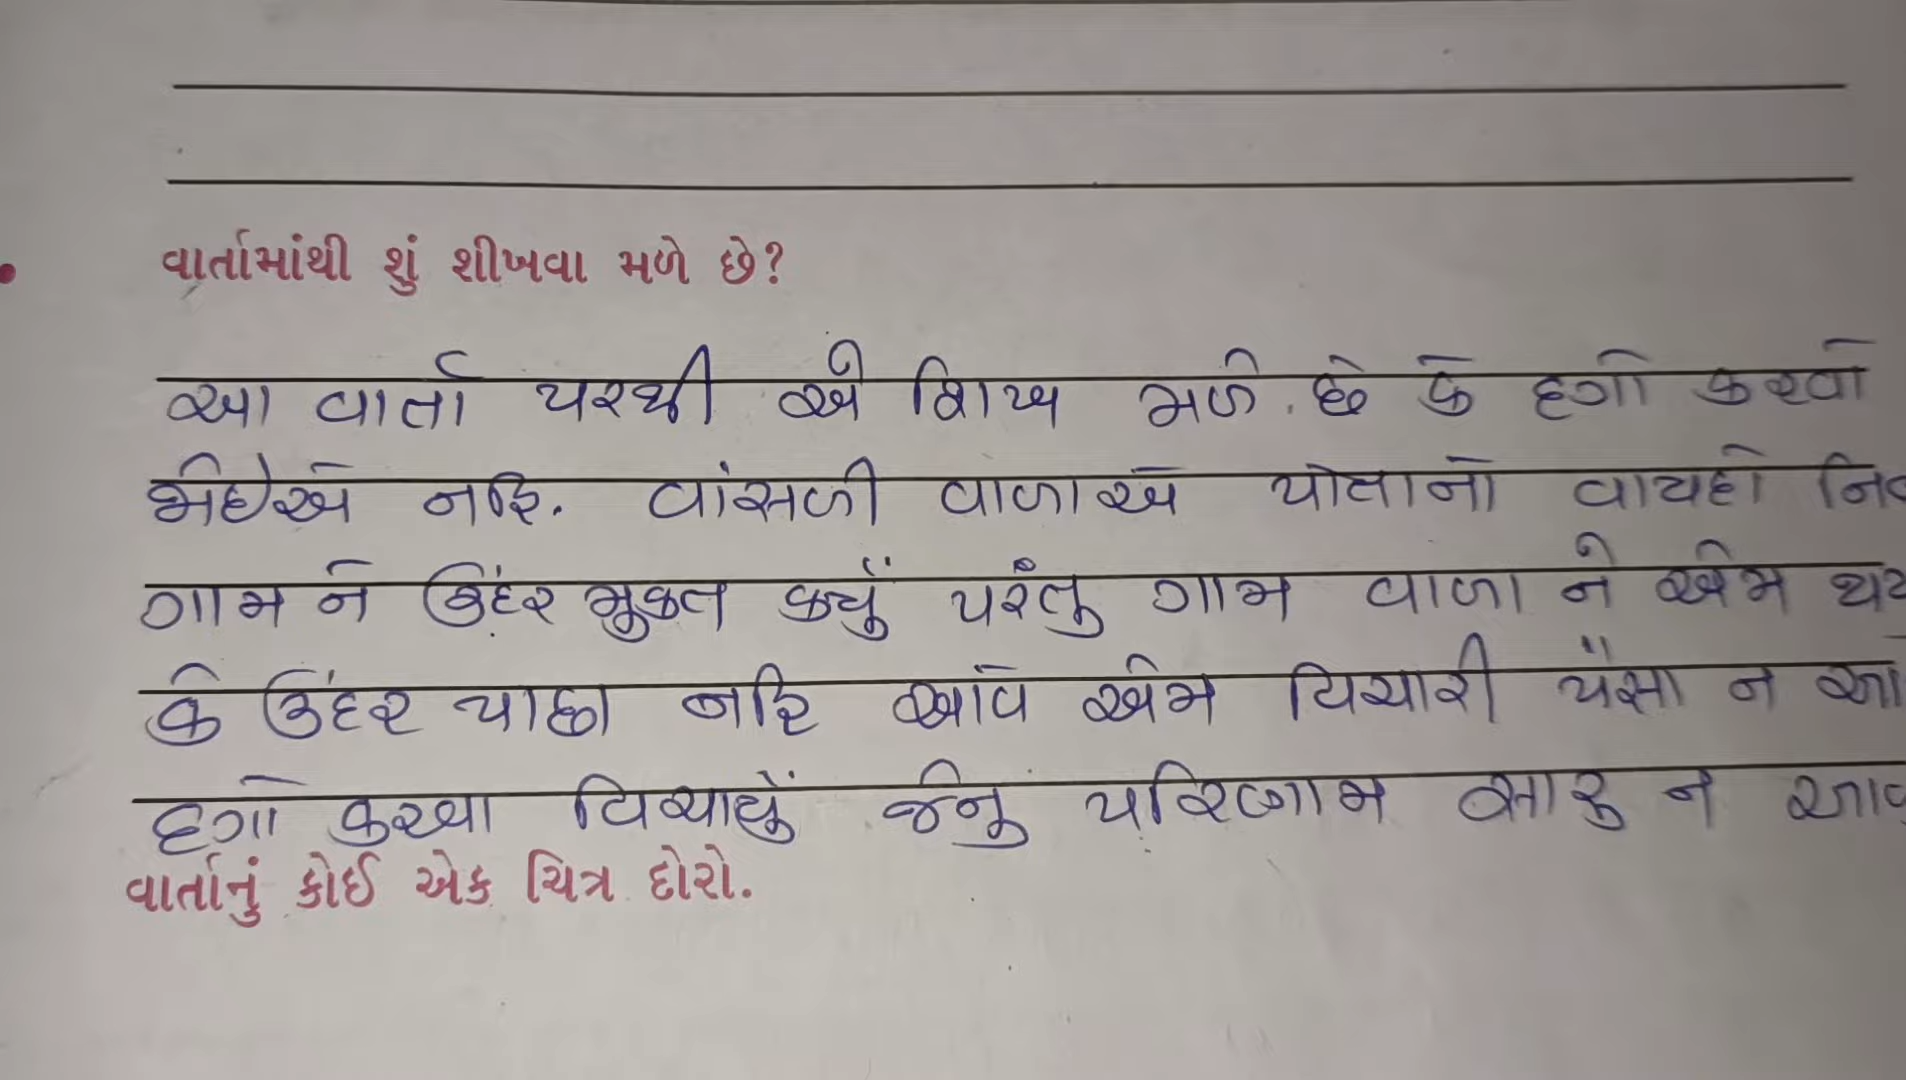 વાર્તામાંથી શું શીખવા મળે છે?
આ વાર્તા પરથી એ શિખ મળે છે કે દગો કરવો
જોઈએ નહિ. વાંસળી વાળાએ પોતાનો વાયદો
ગામ ને ઉંદર મુક્ત કર્યું પરંતુ ગામ વાળા ને એમ
કે ઉંદર પાછા નહિ આવે એમ વિચારી પૈસા ન
દગો કરવા વિચાર્યું જેનુ પરિણામ સારુ ન
વાર્તાનું કોઈ એક ચિત્ર દોરો.